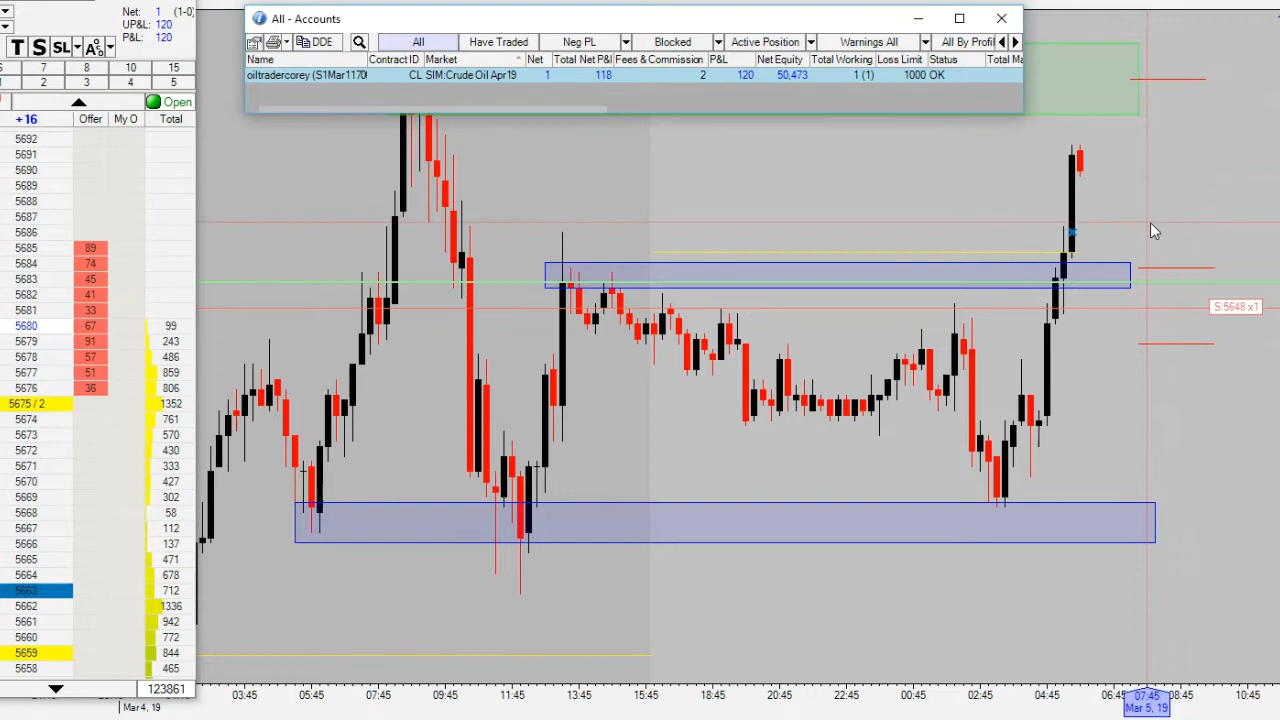 Net: 1 (1-0)
UP&L: 120
P&L: 120
T S SL
6 7 8 10 15
1 2 3 4 5
Open
+16 Offer My O Total
5692
5691
5690
5689
5688
5687
5686
5685 89
5684 74
5683 45
5682 41
5681 33
5680 67 99
5679 91 243
5678 57 486
5677 51 859
5676 36 806
5675 / 2 1352
5674 761
5673 570
5672 430
5671 333
5670 427
5669 302
5668 58
5667 112
5666 137
5665 471
5664 678
5663 712
5662 1336
5661 942
5660 772
5659 844
5658 465
123861
All - Accounts
DDE All Have Traded Neg PL Blocked Active Position Warnings All All By Profi
Name Contract ID Market Net Total Net P&L Fees & Commission P&L Net Equity Total Working Loss Limit Status Total Ma
oiltradercorey (S1Mar1170 CL SIM:Crude Oil Apr19 1 118 2 120 50,473 1 (1) 1000 OK
S:5648 x1
03:45 05:45 07:45 09:45 11:45 13:45 15:45 18:45 20:45 22:45 00:45 02:45 04:45 06:45 07:45 08:45 10:45
Mar 4, 19 Mar 5, 19